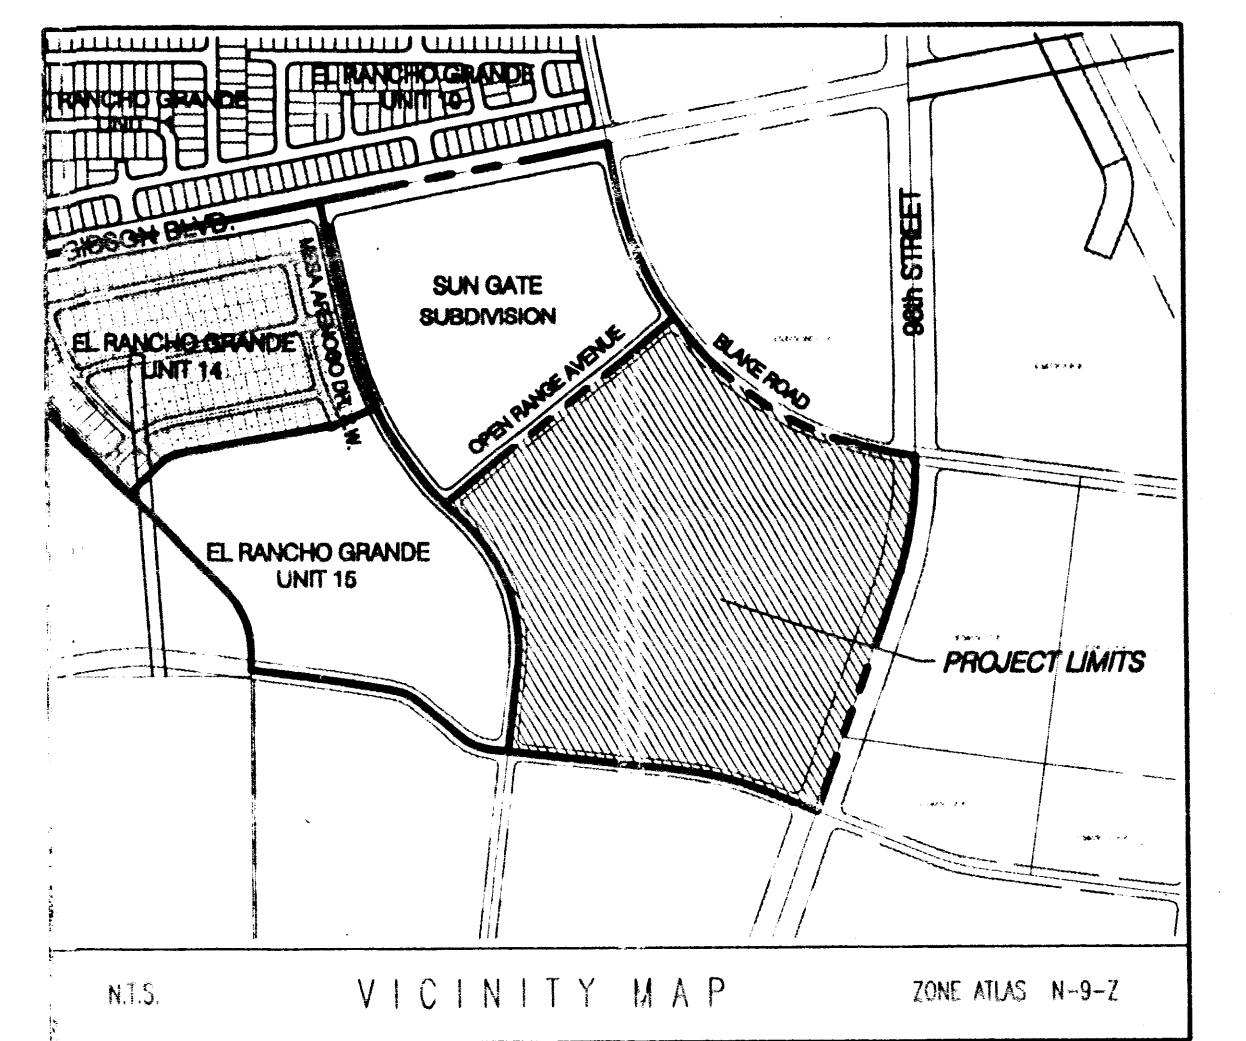 EL RANCHO GRANDE
UNIT 10
RANCHO GRANDE
UNIT
GIBSON BLVD.
MESA ARENOSO DR. S.W.
SUN GATE
SUBDIVISION
98th STREET
EL RANCHO GRANDE
UNIT 14
OPEN RANGE AVENUE
BLAKE ROAD
EL RANCHO GRANDE
UNIT 15
PROJECT LIMITS
N.T.S.
VICINITY MAP
ZONE ATLAS N-9-Z